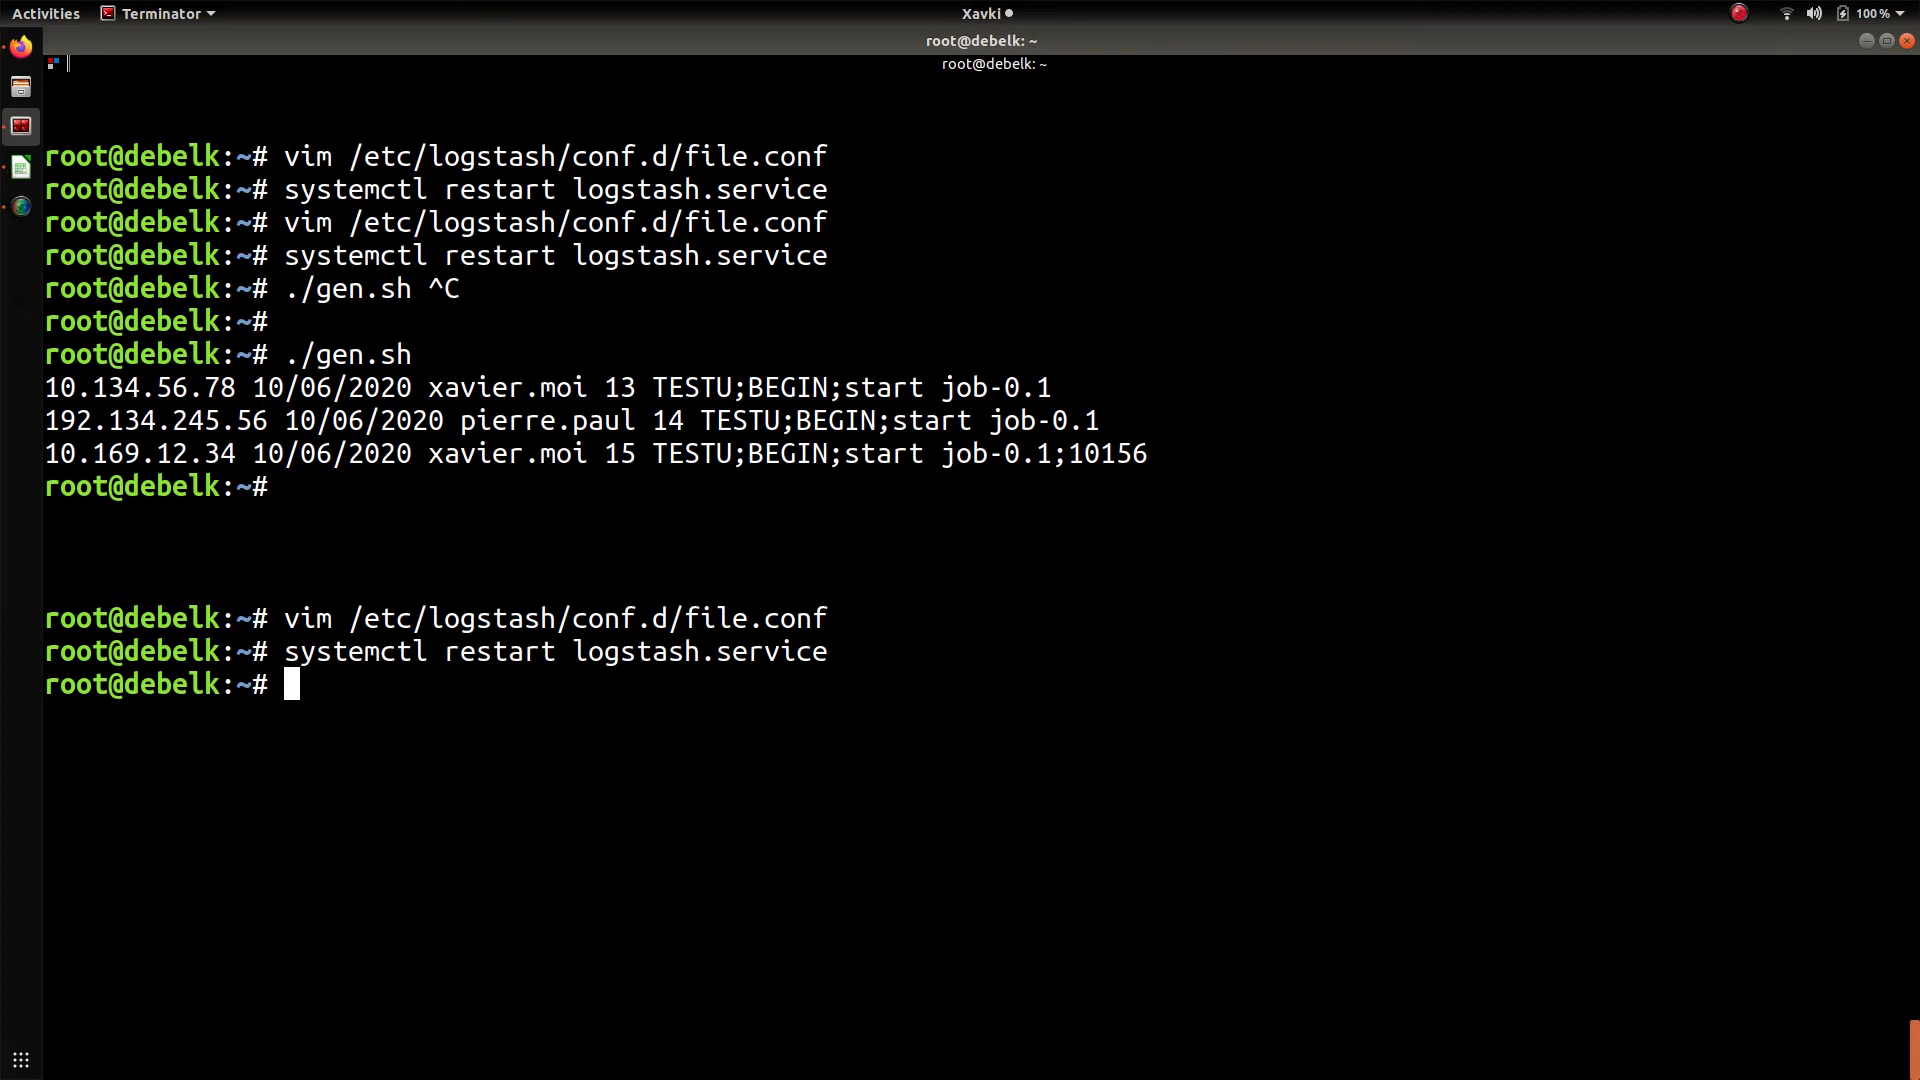 Activities Terminator Xavki 100%
root@debelk: ~
root@debelk: ~
root@debelk:~# vim /etc/logstash/conf.d/file.conf
root@debelk:~# systemctl restart logstash.service
root@debelk:~# vim /etc/logstash/conf.d/file.conf
root@debelk:~# systemctl restart logstash.service
root@debelk:~# ./gen.sh ^C
root@debelk:~#
root@debelk:~# ./gen.sh
10.134.56.78 10/06/2020 xavier.moi 13 TESTU;BEGIN;start job-0.1
192.134.245.56 10/06/2020 pierre.paul 14 TESTU;BEGIN;start job-0.1
10.169.12.34 10/06/2020 xavier.moi 15 TESTU;BEGIN;start job-0.1;10156
root@debelk:~#
root@debelk:~# vim /etc/logstash/conf.d/file.conf
root@debelk:~# systemctl restart logstash.service
root@debelk:~#